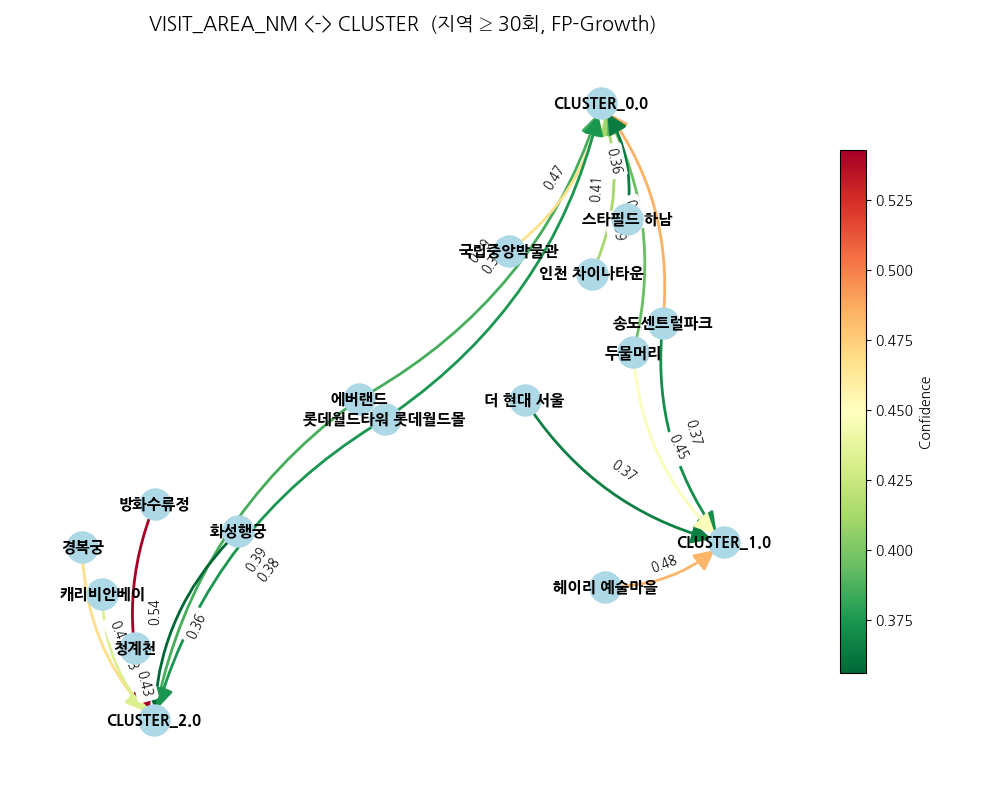 VISIT_AREA_NM <-> CLUSTER (지역 ≥ 30회, FP-Growth)
CLUSTER_0.0
0.36
0.47
0.41
스타필드 하남
국립중앙박물관
인천 차이나타운
송도센트럴파크
두물머리
에버랜드
더 현대 서울
롯데월드타워 롯데월드몰
0.37
0.45
0.37
방화수류정
화성행궁
경복궁
CLUSTER_1.0
0.39
0.38
0.48
헤이리 예술마을
캐리비안베이
0.54
0.36
청계천
0.43
CLUSTER_2.0
0.525
0.500
0.475
0.450
0.425
0.400
0.375
Confidence